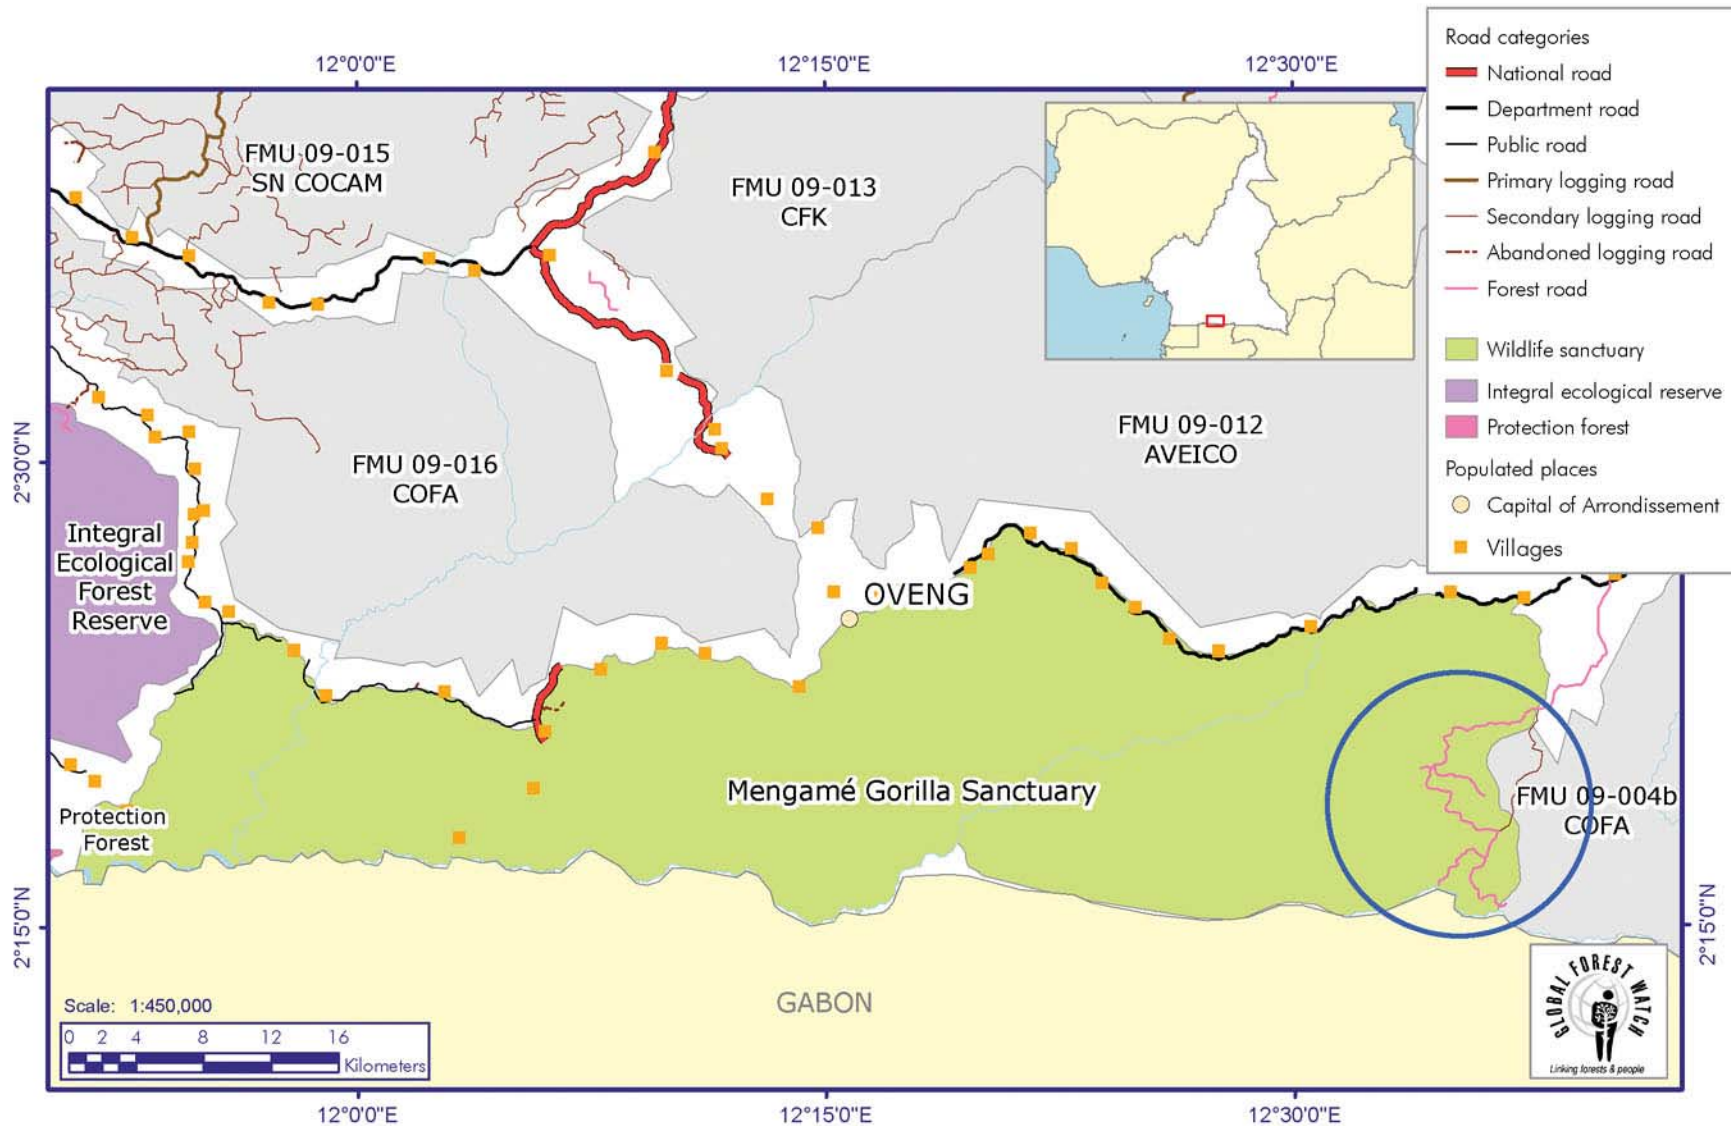 Road categories
National road
Department road
Public road
Primary logging road
Secondary logging road
Abandoned logging road
Forest road
Wildlife sanctuary
Integral ecological reserve
Protection forest
Populated places
Capital of Arrondissement
Villages
12°0'0"E
12°15'0"E
12°30'0"E
FMU 09-015
SN COCAM
FMU 09-013
CFK
FMU 09-012
AVEICO
2°30'0"N
FMU 09-016
COFA
Integral
Ecological
Forest
Reserve
OVENG
Mengamé Gorilla Sanctuary
FMU 09-004b
COFA
Protection
Forest
2°15'0"N
2°15'0"N
GABON
Scale: 1:450,000
0 2 4 8 12 16
Kilometers
GLOBAL FOREST WATCH
Linking forests & people
12°0'0"E
12°15'0"E
12°30'0"E